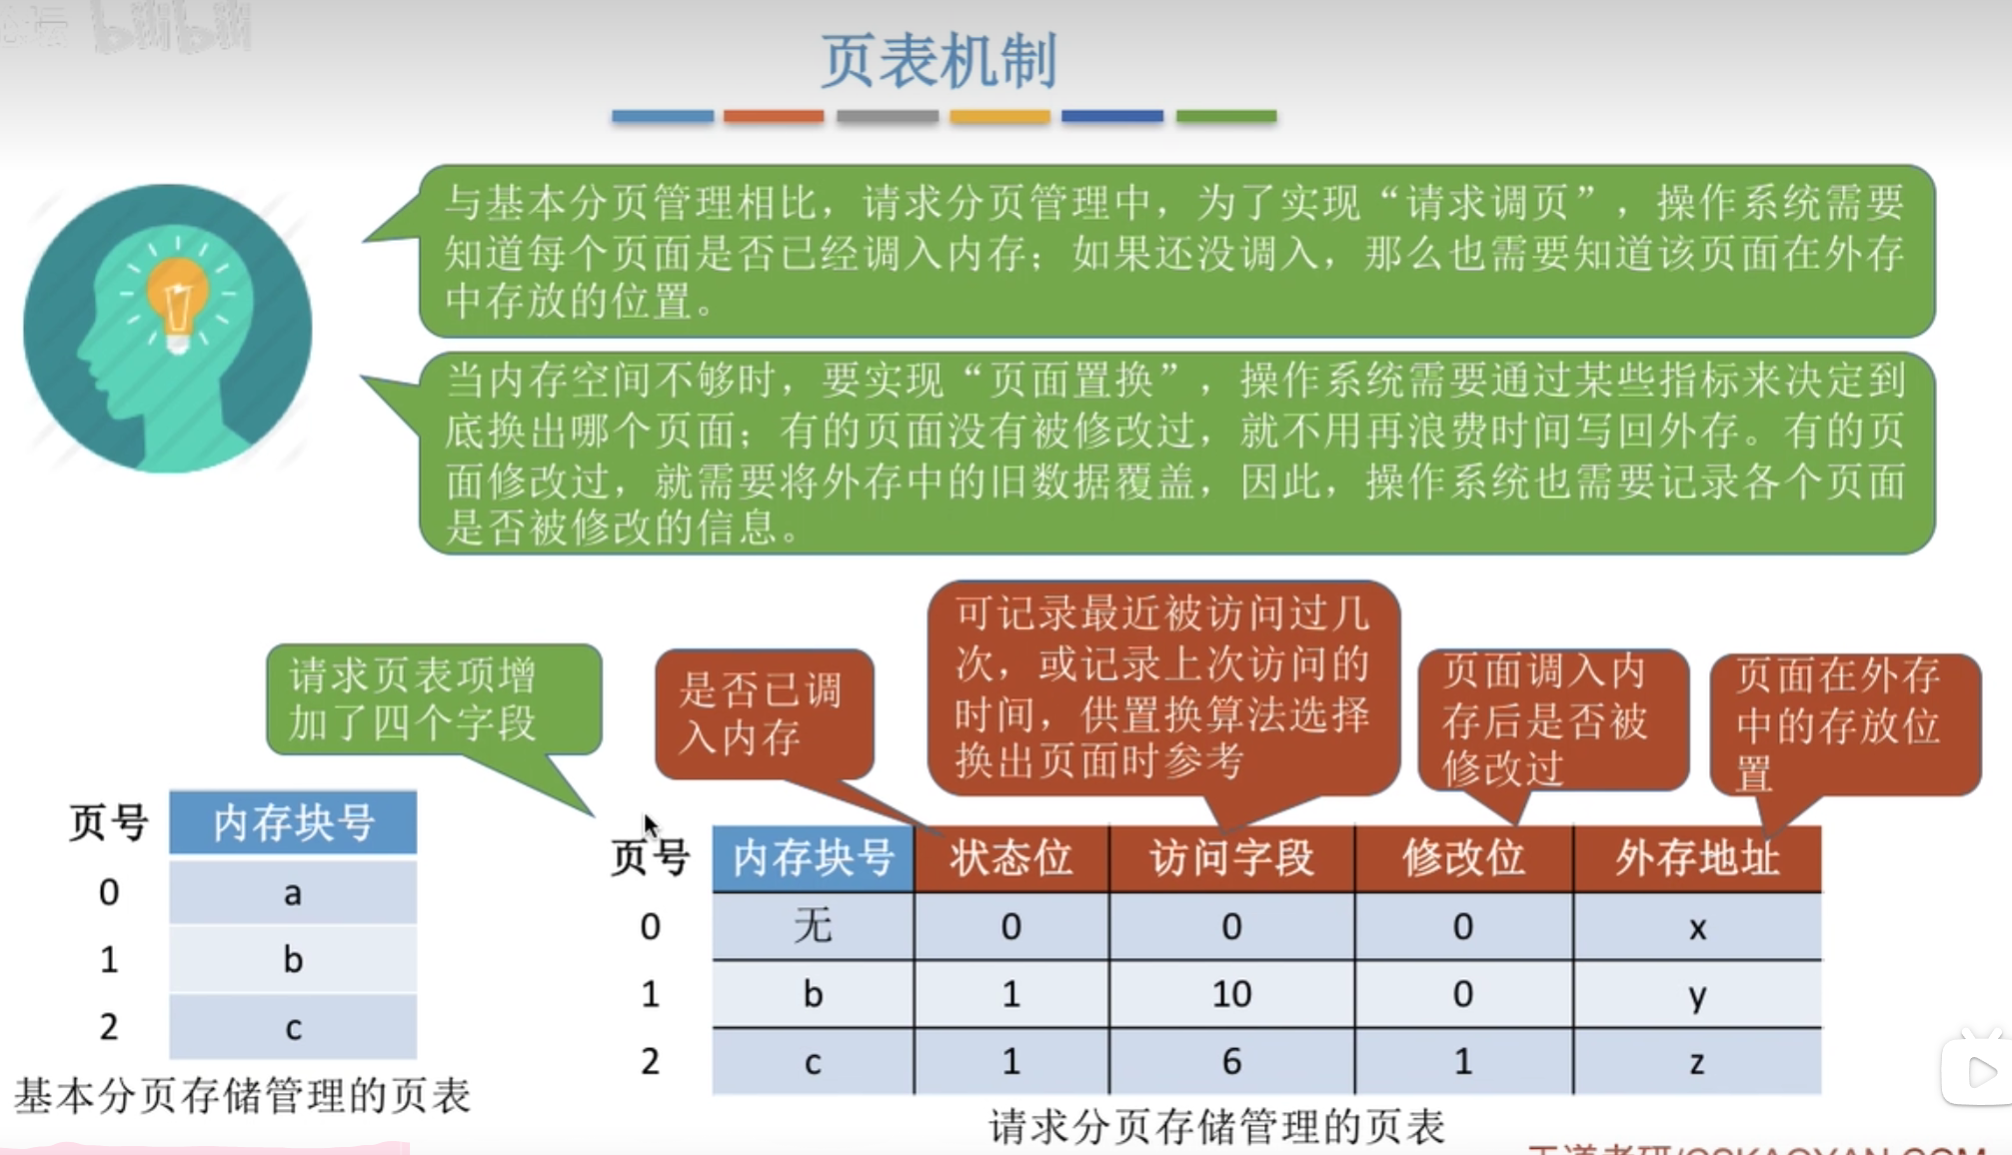 bilibili
页表机制
与基本分页管理相比，请求分页管理中，为了实现“请求调页”，操作系统需要
知道每个页面是否已经调入内存；如果还没调入，那么也需要知道该页面在外存
中存放的位置。
当内存空间不够时，要实现“页面置换”，操作系统需要通过某些指标来决定到
底换出哪个页面；有的页面没有被修改过，就不用再浪费时间写回外存。有的页
面修改过，就需要将外存中的旧数据覆盖，因此，操作系统也需要记录各个页面
是否被修改的信息。
请求页表项增
加了四个字段
是否已调
入内存
可记录最近被访问过几
次，或记录上次访问的
时间，供置换算法选择
换出页面时参考
页面调入内
存后是否被
修改过
页面在外存
中的存放位
置
页号 内存块号
0 a
1 b
2 c
基本分页存储管理的页表
页号 内存块号 状态位 访问字段 修改位 外存地址
0 无 0 0 0 x
1 b 1 10 0 y
2 c 1 6 1 z
请求分页存储管理的页表
王道考研/CSKAOYAN.COM